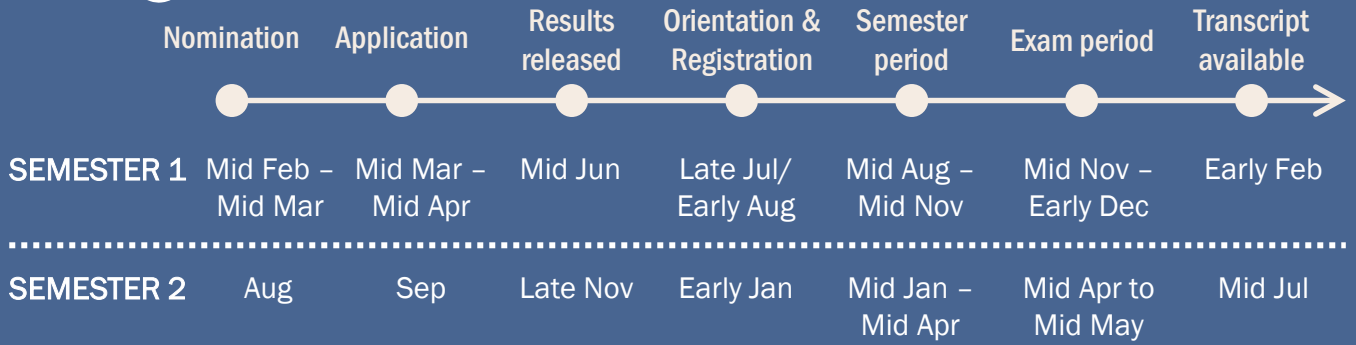 Nomination
Application
Results
released
Orientation &
Registration
Semester
period
Exam period
Transcript
available
SEMESTER 1
Mid Feb –
Mid Mar
Mid Mar –
Mid Apr
Mid Jun
Late Jul/
Early Aug
Mid Aug –
Mid Nov
Mid Nov –
Early Dec
Early Feb
SEMESTER 2
Aug
Sep
Late Nov
Early Jan
Mid Jan –
Mid Apr
Mid Apr to
Mid May
Mid Jul